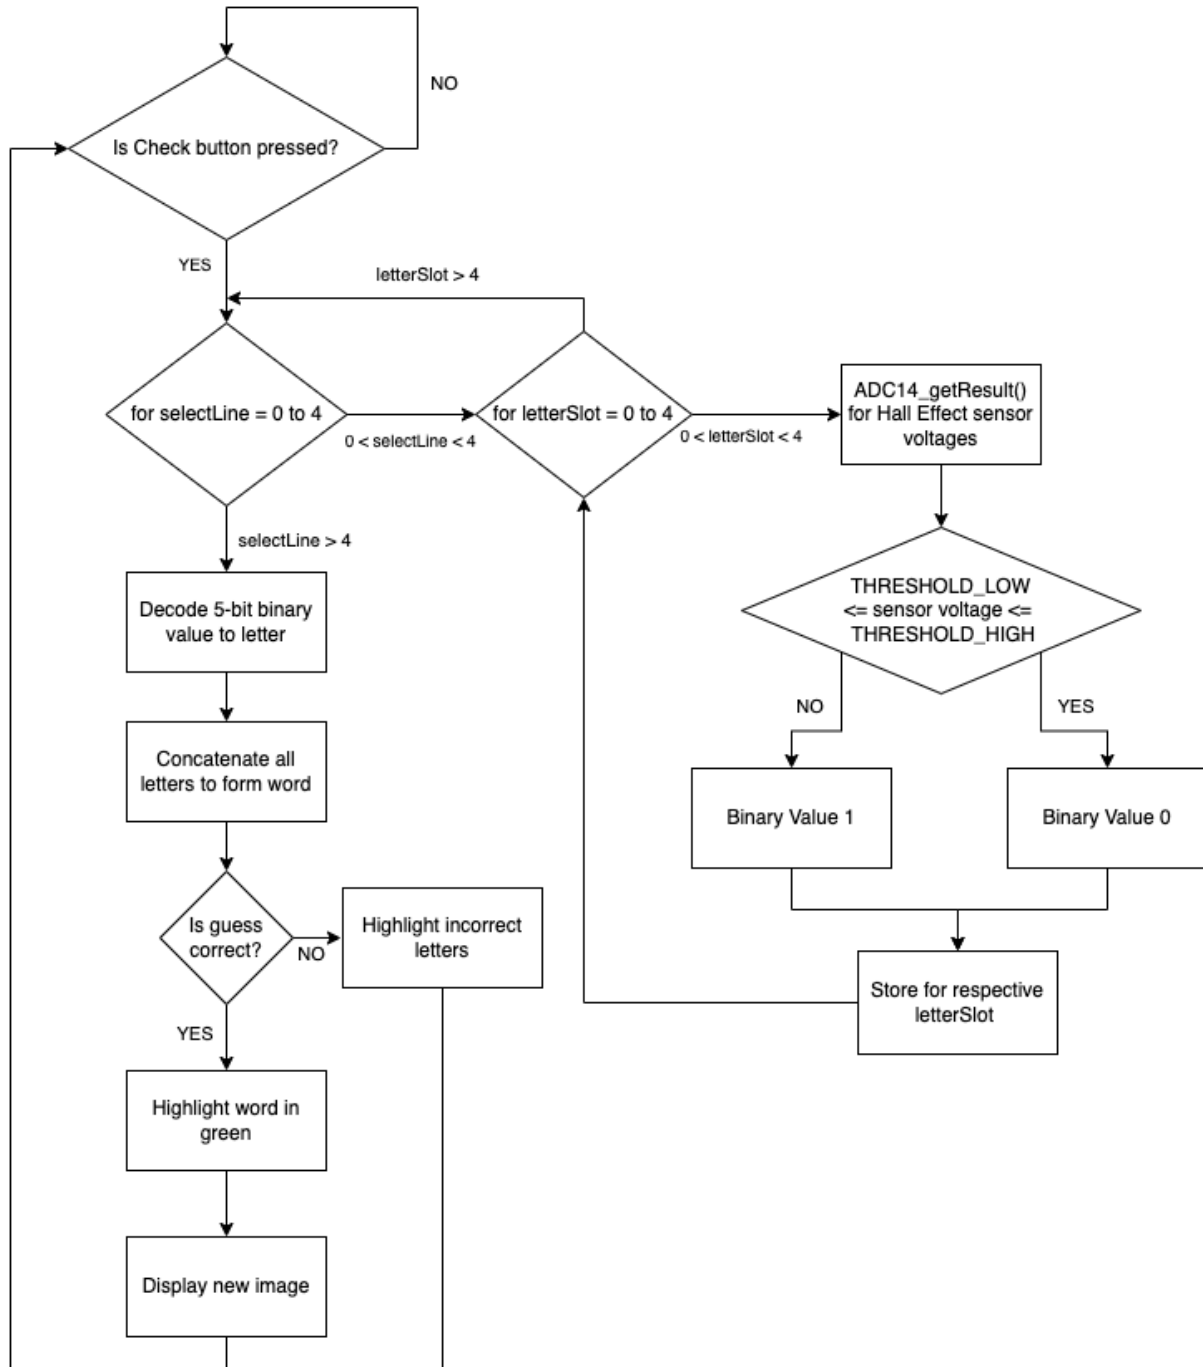 NO
Is Check button pressed?
YES
letterSlot > 4
for selectLine = 0 to 4
0 < selectLine < 4
for letterSlot = 0 to 4
0 < letterSlot < 4
ADC14_getResult()
for Hall Effect sensor
voltages
selectLine > 4
THRESHOLD_LOW
<= sensor voltage <=
THRESHOLD_HIGH
NO
YES
Binary Value 1
Binary Value 0
Store for respective
letterSlot
Decode 5-bit binary
value to letter
Concatenate all
letters to form word
Is guess
correct?
NO
Highlight incorrect
letters
YES
Highlight word in
green
Display new image